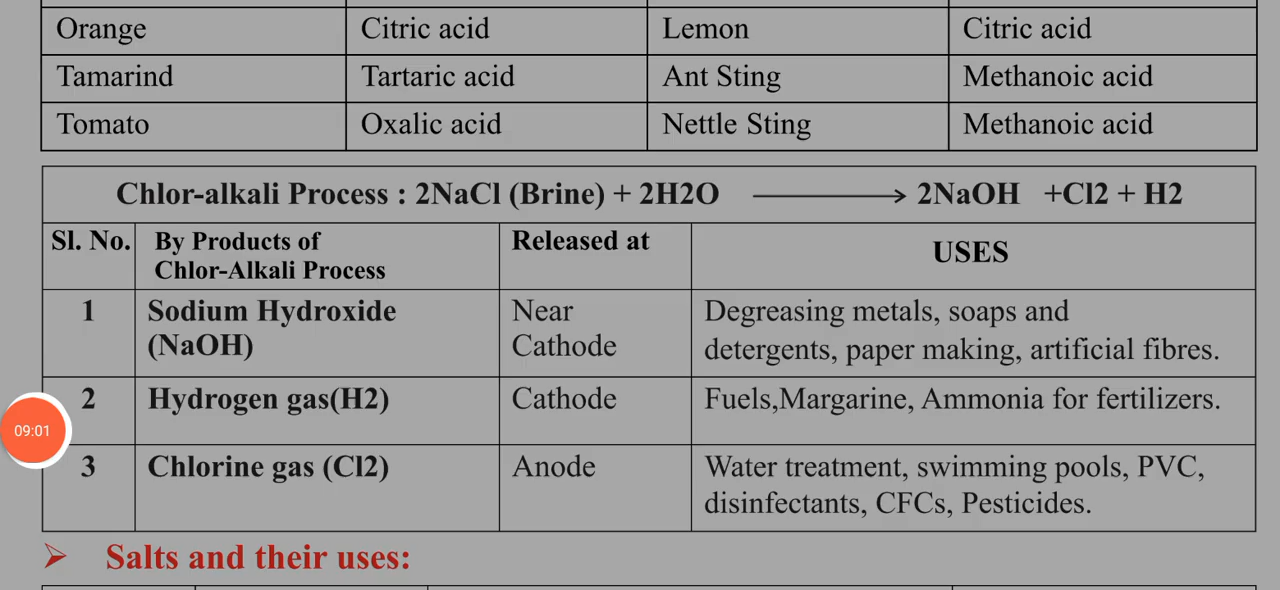 Orange Citric acid Lemon Citric acid
Tamarind Tartaric acid Ant Sting Methanoic acid
Tomato Oxalic acid Nettle Sting Methanoic acid
Chlor-alkali Process : 2NaCl (Brine) + 2H2O ⟶ 2NaOH +Cl2 + H2
Sl. No. By Products of Released at USES
Chlor-Alkali Process
1 Sodium Hydroxide Near Degreasing metals, soaps and
(NaOH) Cathode detergents, paper making, artificial fibres.
2 Hydrogen gas(H2) Cathode Fuels,Margarine, Ammonia for fertilizers.
09:01
3 Chlorine gas (Cl2) Anode Water treatment, swimming pools, PVC,
disinfectants, CFCs, Pesticides.
➢ Salts and their uses: